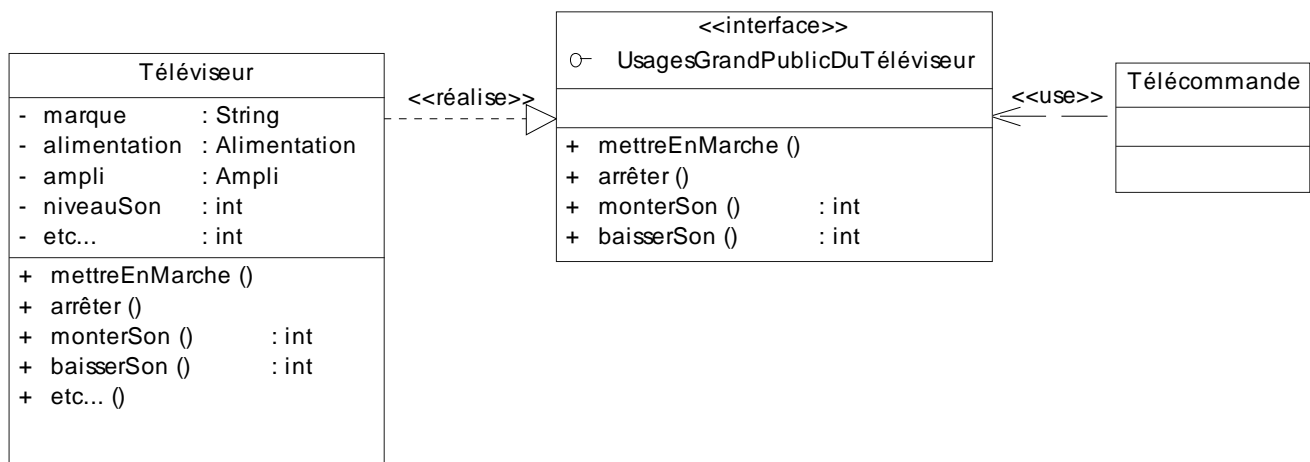 Téléviseur
- marque : String
- alimentation : Alimentation
- ampli : Ampli
- niveauSon : int
- etc... : int
+ mettreEnMarche ()
+ arrêter ()
+ monterSon () : int
+ baisserSon () : int
+ etc... ()
<<réalise>>
<<interface>>
UsagesGrandPublicDuTéléviseur
+ mettreEnMarche ()
+ arrêter ()
+ monterSon () : int
+ baisserSon () : int
<<use>>
Télécommande